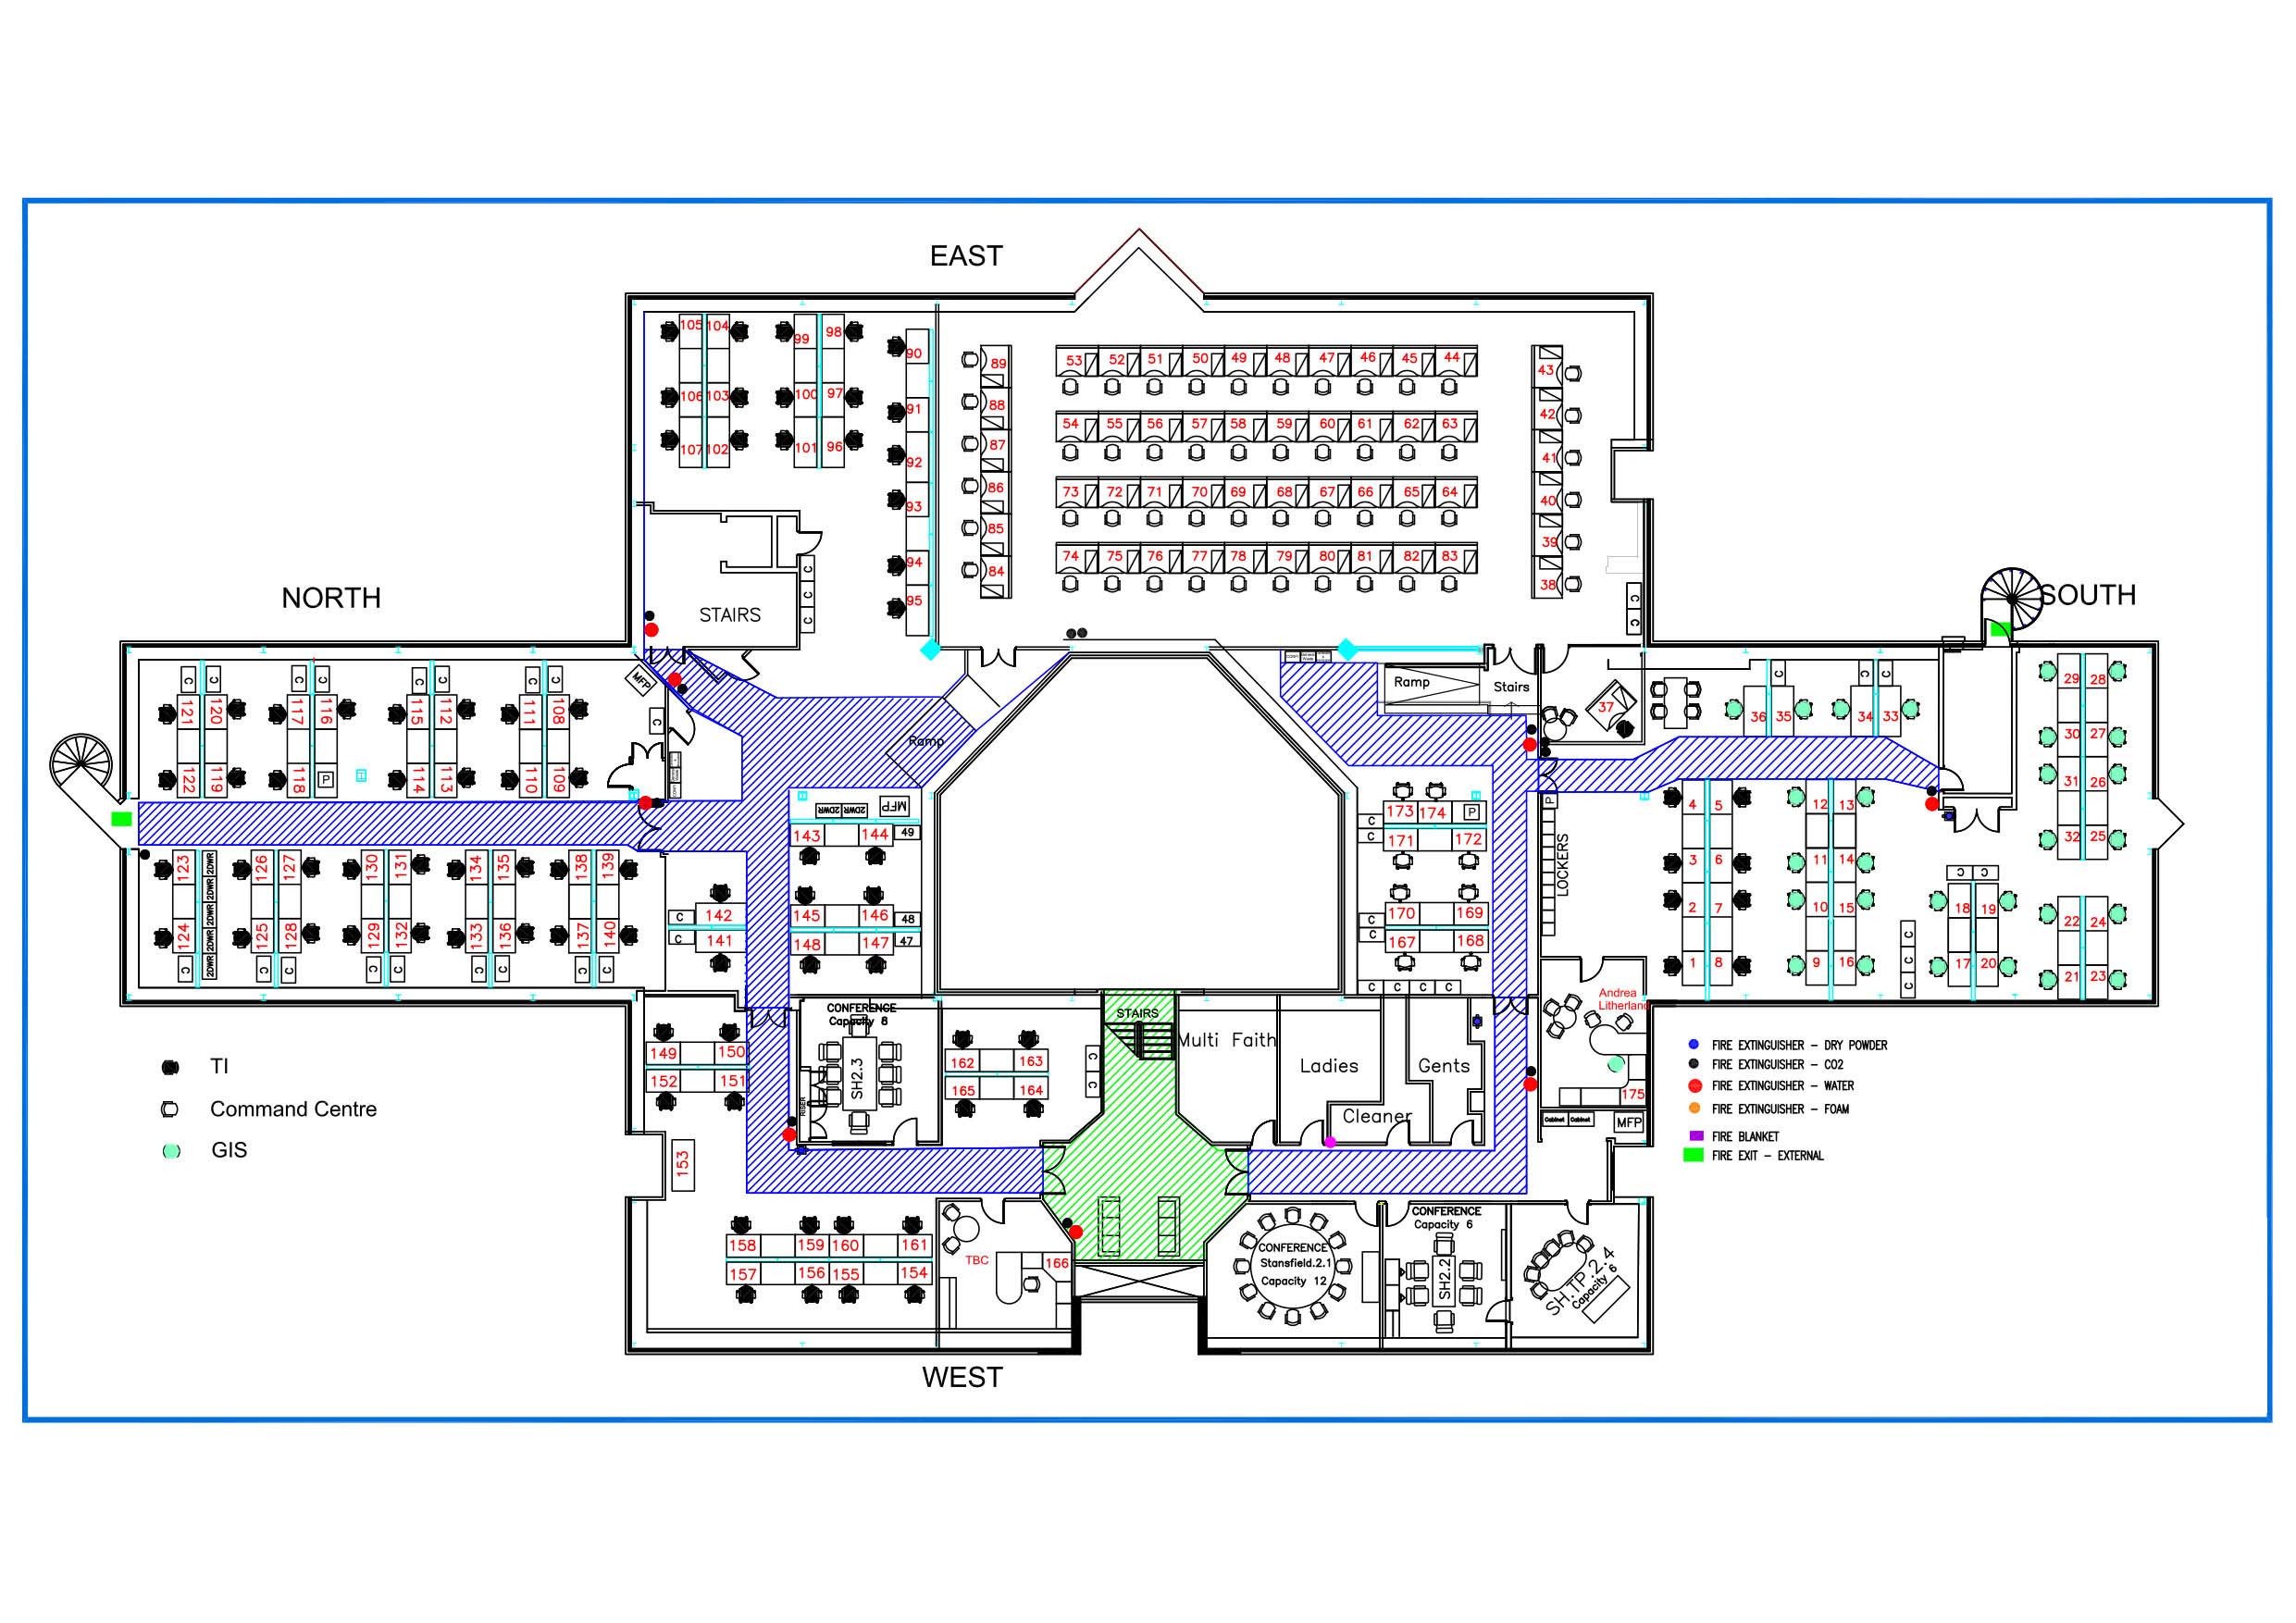 EAST
NORTH
SOUTH
WEST
105 104
99 98
90
106 103
100 97
91
107 102
101 96
92
93
94
95
89
88
87
86
85
84
53 52 51 50 49 48 47 46 45 44
54 55 56 57 58 59 60 61 62 63
73 72 71 70 69 68 67 66 65 64
74 75 76 77 78 79 80 81 82 83
43
42
41
40
39
38
C
C
STAIRS
C
C
C
C C C C C C C C
121 120 117 116 115 112 111 108
122 119 118 P 114 113 110 109
MFP
C
Ramp
Ramp
Stairs
37
C C C
36 35 34 33
29 28
30 27
31 26
32 25
22 24
21 23
4 5
3 6
2 7
1 8
12 13
11 14
10 15
9 16
C C
18 19
17 20
C
C
C
P
LOCKERS
123 2DWR 126 127 130 131 134 135 138 139
2DWR
2DWR
124 2DWR 125 128 129 132 133 136 137 140
2DWR
C C C C C C C C C
C 142
C 141
2DWR 2DWR MFP
143 144 49
145 146 48
148 147 47
C 173 174 P
C 171 172
C 170 169
C 167 168
C C C C
149 150
152 151
153
CONFERENCE
Capacity 8
SH2.3
RISER
162 163
165 164
C
C
STAIRS
Multi Faith
Ladies
Gents
Cleaner
Andrea
Litherland
175
Cabinet Cabinet MFP
158 159 160 161
157 156 155 154
TBC
166
CONFERENCE
Stansfield.2.1
Capacity 12
CONFERENCE
Capacity 6
SH2.2
SH.TP.2.4
Capacity 6
TI
Command Centre
GIS
FIRE EXTINGUISHER - DRY POWDER
FIRE EXTINGUISHER - CO2
FIRE EXTINGUISHER - WATER
FIRE EXTINGUISHER - FOAM
FIRE BLANKET
FIRE EXIT - EXTERNAL